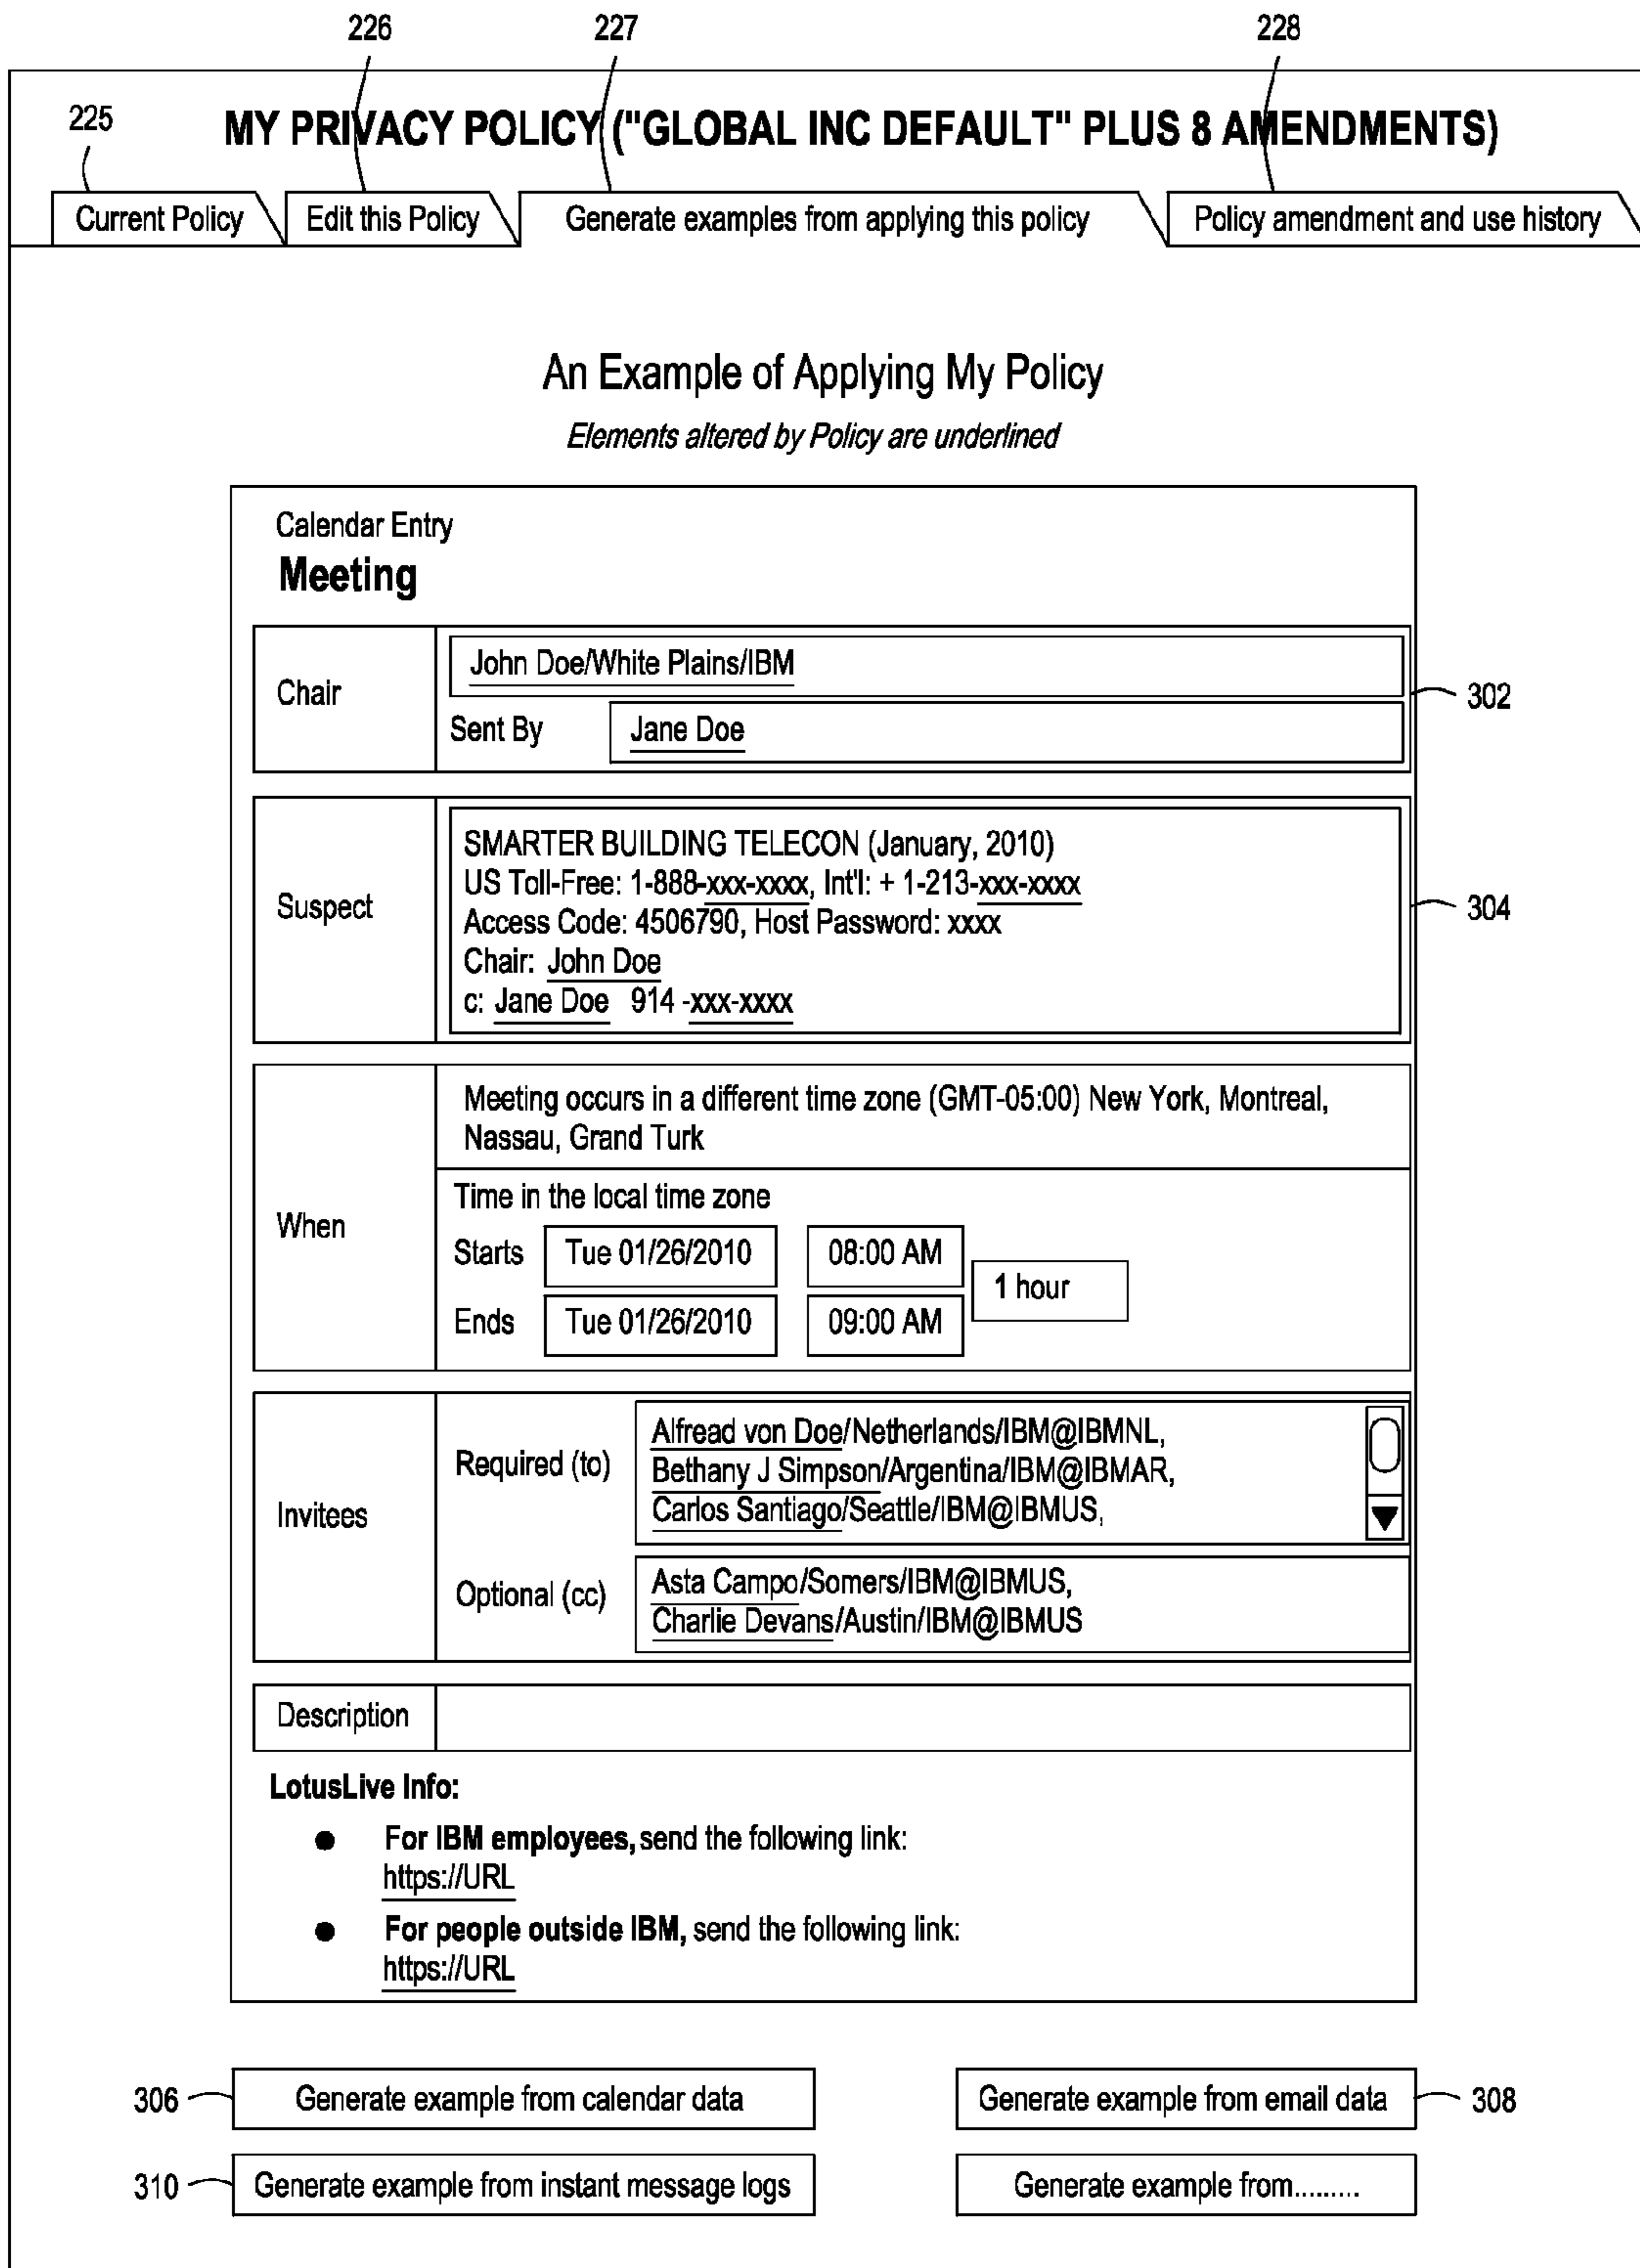 226 227 228
225
MY PRIVACY POLICY ("GLOBAL INC DEFAULT" PLUS 8 AMENDMENTS)
Current Policy Edit this Policy Generate examples from applying this policy Policy amendment and use history
An Example of Applying My Policy
Elements altered by Policy are underlined
Calendar Entry
Meeting
Chair
John Doe/White Plains/IBM
Sent By Jane Doe
302
Suspect
SMARTER BUILDING TELECON (January, 2010)
US Toll-Free: 1-888-xxx-xxxx, Int'l: + 1-213-xxx-xxxx
Access Code: 4506790, Host Password: xxxx
Chair: John Doe
c: Jane Doe 914 -xxx-xxxx
304
When
Meeting occurs in a different time zone (GMT-05:00) New York, Montreal,
Nassau, Grand Turk
Time in the local time zone
Starts Tue 01/26/2010 08:00 AM
1 hour
Ends Tue 01/26/2010 09:00 AM
Invitees
Required (to)
Alfread von Doe/Netherlands/IBM@IBMNL,
Bethany J Simpson/Argentina/IBM@IBMAR,
Carlos Santiago/Seattle/IBM@IBMUS,
Optional (cc)
Asta Campo/Somers/IBM@IBMUS,
Charlie Devans/Austin/IBM@IBMUS
Description
LotusLive Info:
● For IBM employees, send the following link:
https://URL
● For people outside IBM, send the following link:
https://URL
306 Generate example from calendar data Generate example from email data 308
310 Generate example from instant message logs Generate example from.........